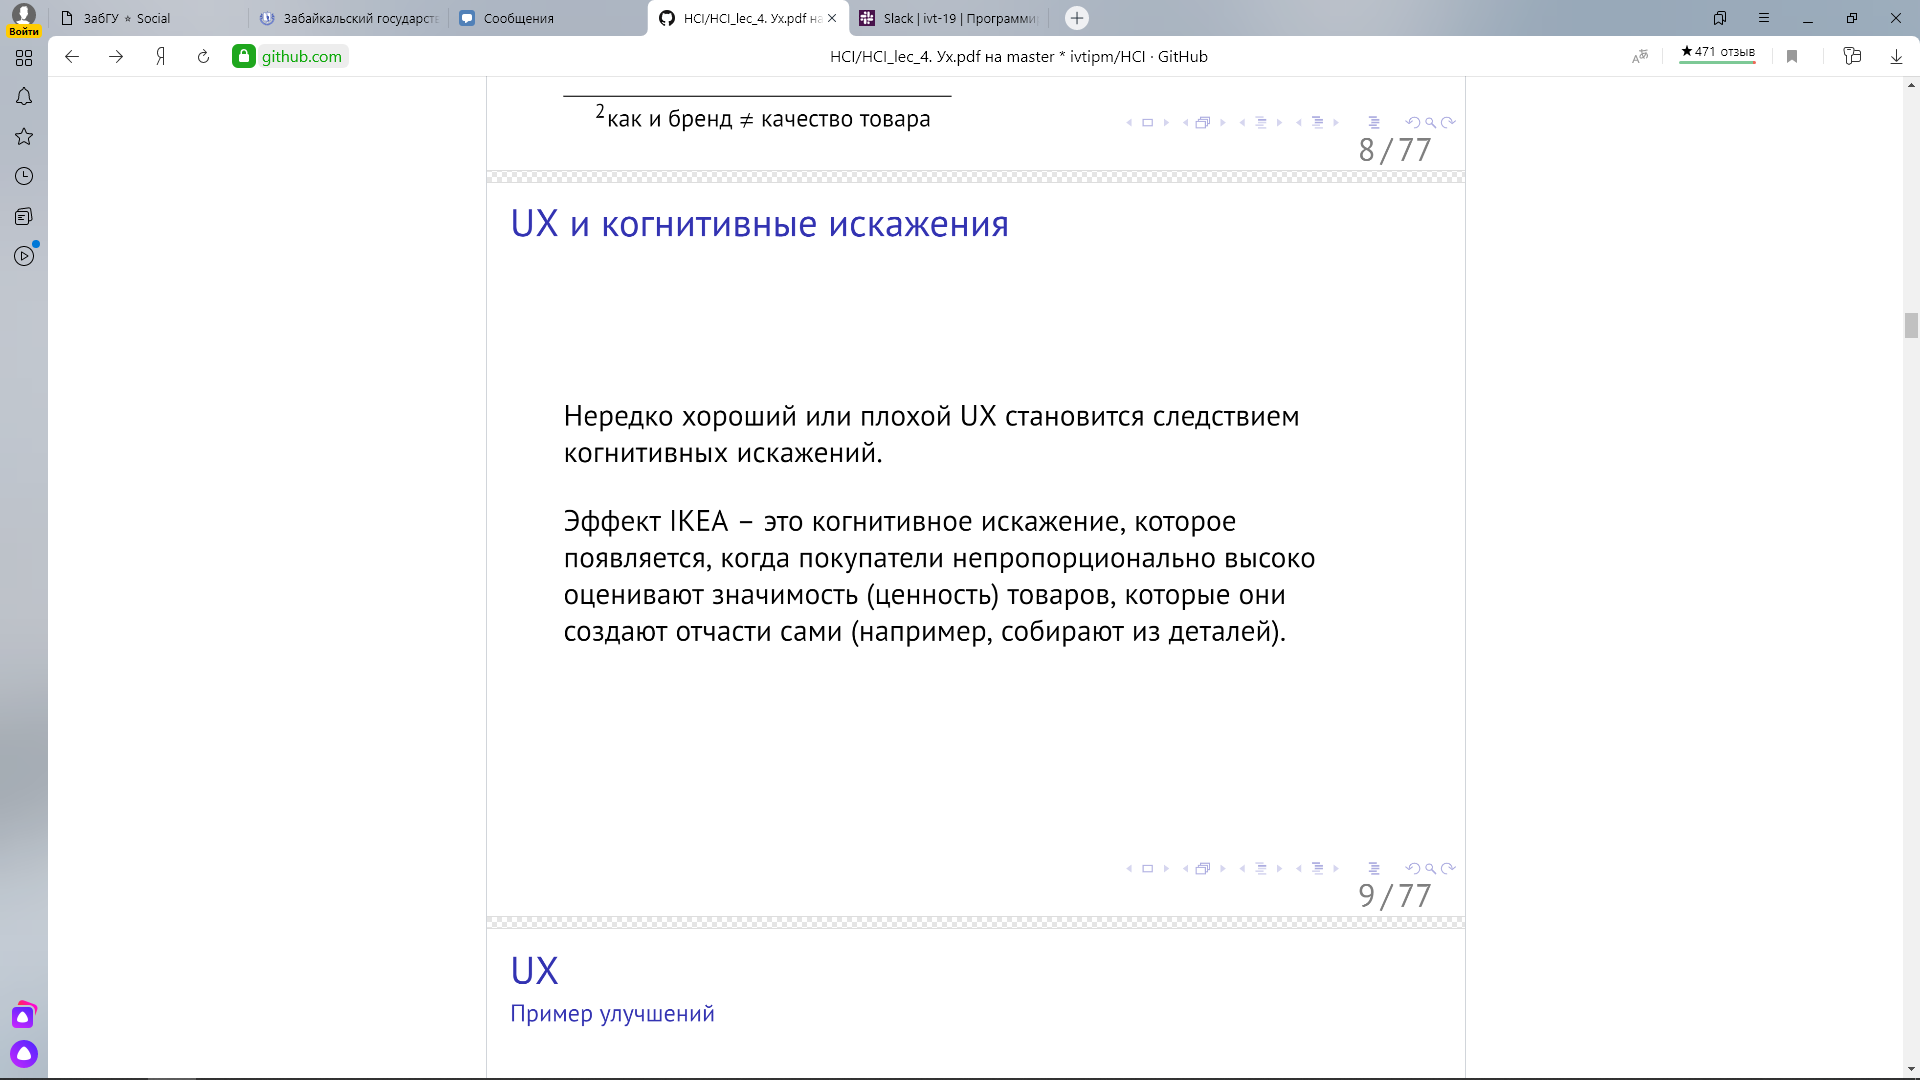 Войти
ЗабГУ ⋆ Social
Забайкальский государст
Сообщения
HCI/HCI_lec_4. Ух.pdf на
Slack | ivt-19 | Программи
github.com
HCI/HCI_lec_4. Ух.pdf на master * ivtipm/HCI · GitHub
★471 отзыв
²как и бренд ≠ качество товара
8 / 77
UX и когнитивные искажения
Нередко хороший или плохой UX становится следствием
когнитивных искажений.
Эффект IKEA – это когнитивное искажение, которое
появляется, когда покупатели непропорционально высоко
оценивают значимость (ценность) товаров, которые они
создают отчасти сами (например, собирают из деталей).
9 / 77
UX
Пример улучшений